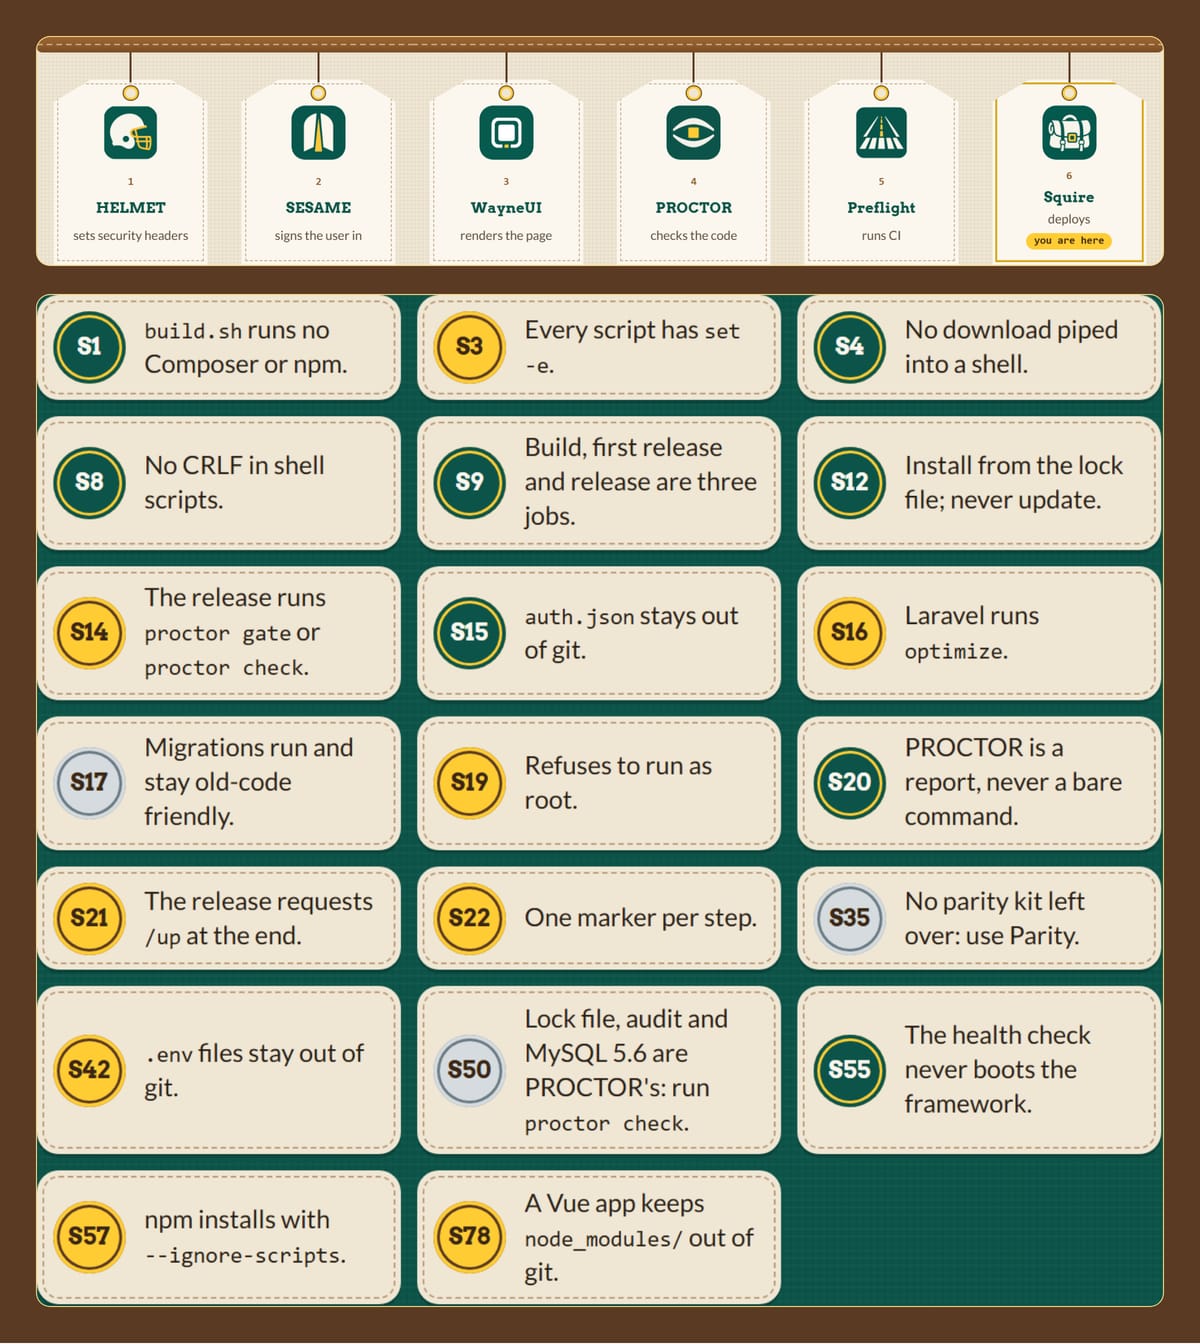 1
HELMET
sets security headers
2
SESAME
signs the user in
3
WayneUI
renders the page
4
PROCTOR
checks the code
5
Preflight
runs CI
6
Squire
deploys
you are here
S1
build.sh runs no
Composer or npm.
S3
Every script has set
-e.
S4
No download piped
into a shell.
S8
No CRLF in shell
scripts.
S9
Build, first release
and release are three
jobs.
S12
Install from the lock
file; never update.
S14
The release runs
proctor gate or
proctor check.
S15
auth.json stays out
of git.
S16
Laravel runs
optimize.
S17
Migrations run and
stay old-code
friendly.
S19
Refuses to run as
root.
S20
PROCTOR is a
report, never a bare
command.
S21
The release requests
/up at the end.
S22
One marker per step.
S35
No parity kit left
over: use Parity.
S42
.env files stay out of
git.
S50
Lock file, audit and
MySQL 5.6 are
PROCTOR's: run
proctor check.
S55
The health check
never boots the
framework.
S57
npm installs with
--ignore-scripts.
S78
A Vue app keeps
node_modules/ out of
git.